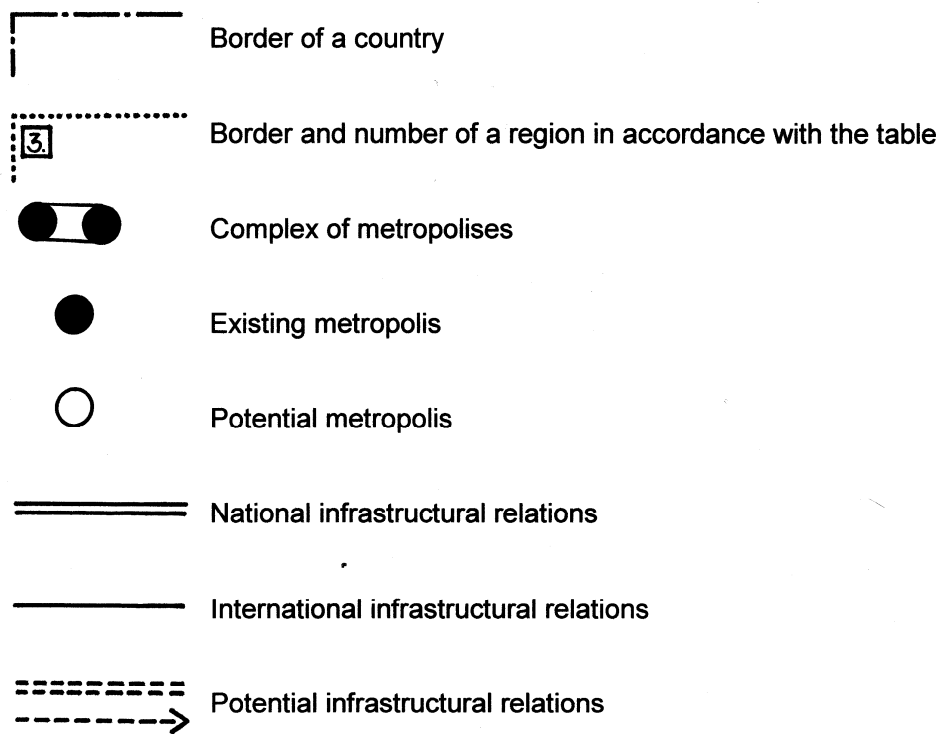 Border of a country
3. Border and number of a region in accordance with the table
Complex of metropolises
Existing metropolis
Potential metropolis
National infrastructural relations
International infrastructural relations
Potential infrastructural relations